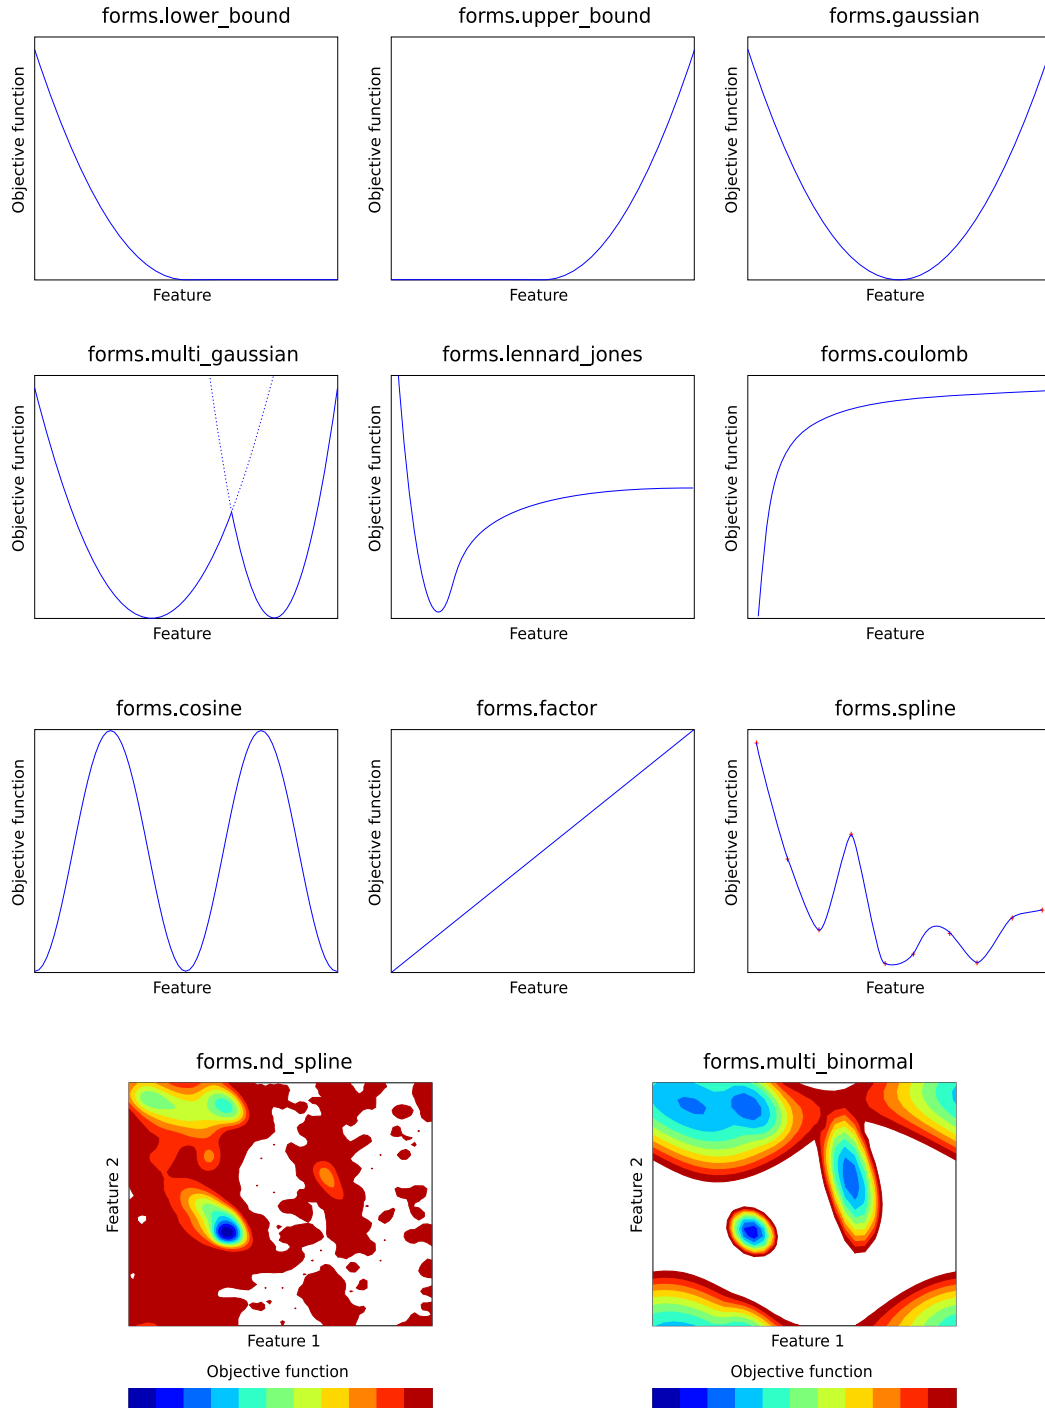 forms.lower_bound
forms.upper_bound
forms.gaussian
Objective function
Objective function
Objective function
Feature
Feature
Feature
forms.multi_gaussian
forms.lennard_jones
forms.coulomb
Objective function
Objective function
Objective function
Feature
Feature
Feature
forms.cosine
forms.factor
forms.spline
Objective function
Objective function
Objective function
Feature
Feature
Feature
forms.nd_spline
forms.multi_binormal
Feature 2
Feature 2
Feature 1
Feature 1
Objective function
Objective function